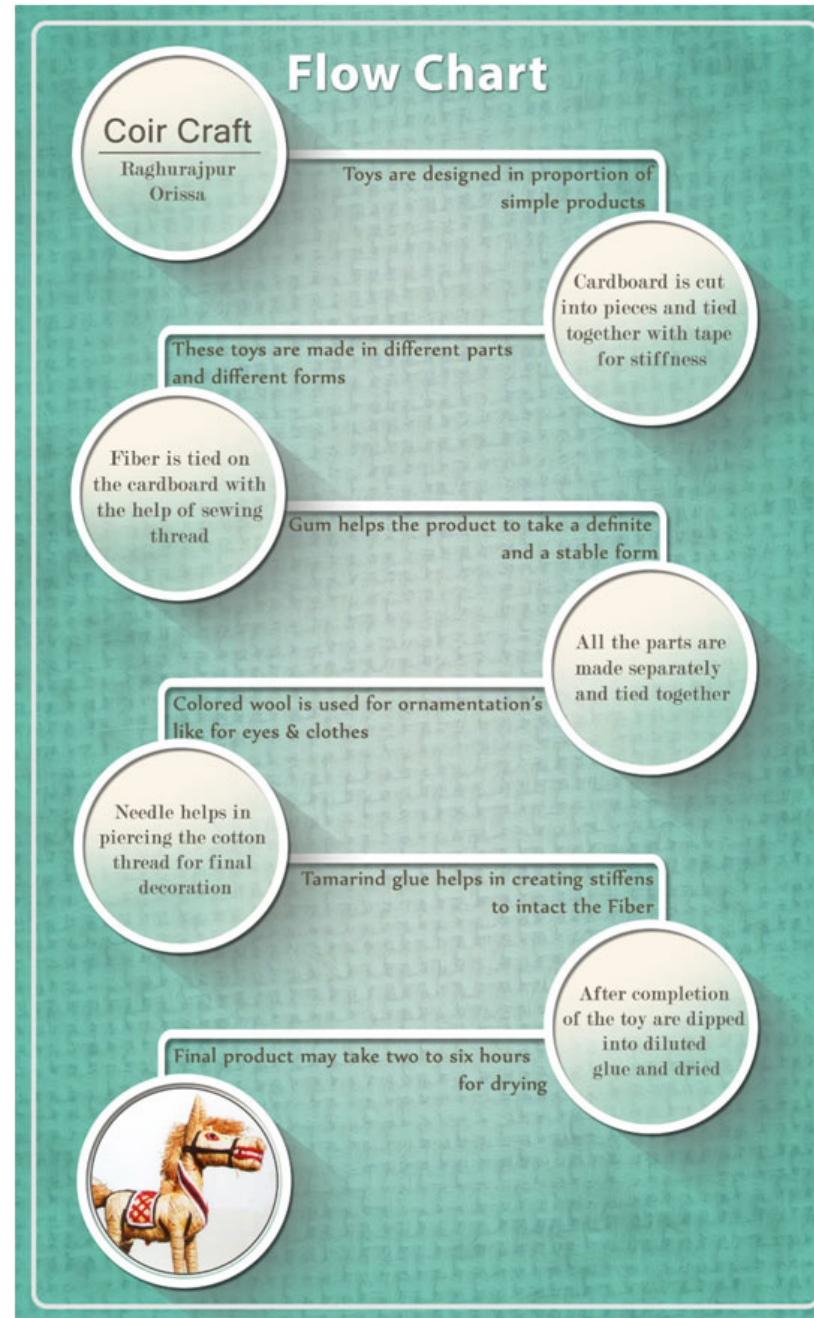 Flow Chart
Coir Craft
Raghurajpur
Orissa
Toys are designed in proportion of
simple products
Cardboard is cut
into pieces and tied
together with tape
for stiffness
These toys are made in different parts
and different forms
Fiber is tied on
the cardboard with
the help of sewing
thread
Gum helps the product to take a definite
and a stable form
All the parts are
made separately
and tied together
Colored wool is used for ornamentation's
like for eyes & clothes
Needle helps in
piercing the cotton
thread for final
decoration
Tamarind glue helps in creating stiffens
to intact the Fiber
After completion
of the toy are dipped
into diluted
glue and dried
Final product may take two to six hours
for drying